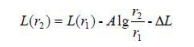 L(r₂) = L(r₁) - A lg r₂/r₁ - ΔL